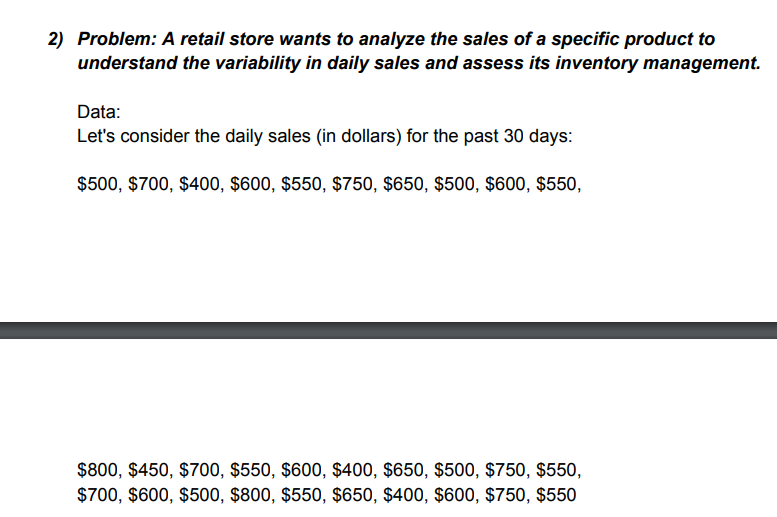 2) Problem: A retail store wants to analyze the sales of a specific product to
understand the variability in daily sales and assess its inventory management.
Data:
Let's consider the daily sales (in dollars) for the past 30 days:
$500, $700, $400, $600, $550, $750, $650, $500, $600, $550,
$800, $450, $700, $550, $600, $400, $650, $500, $750, $550,
$700, $600, $500, $800, $550, $650, $400, $600, $750, $550